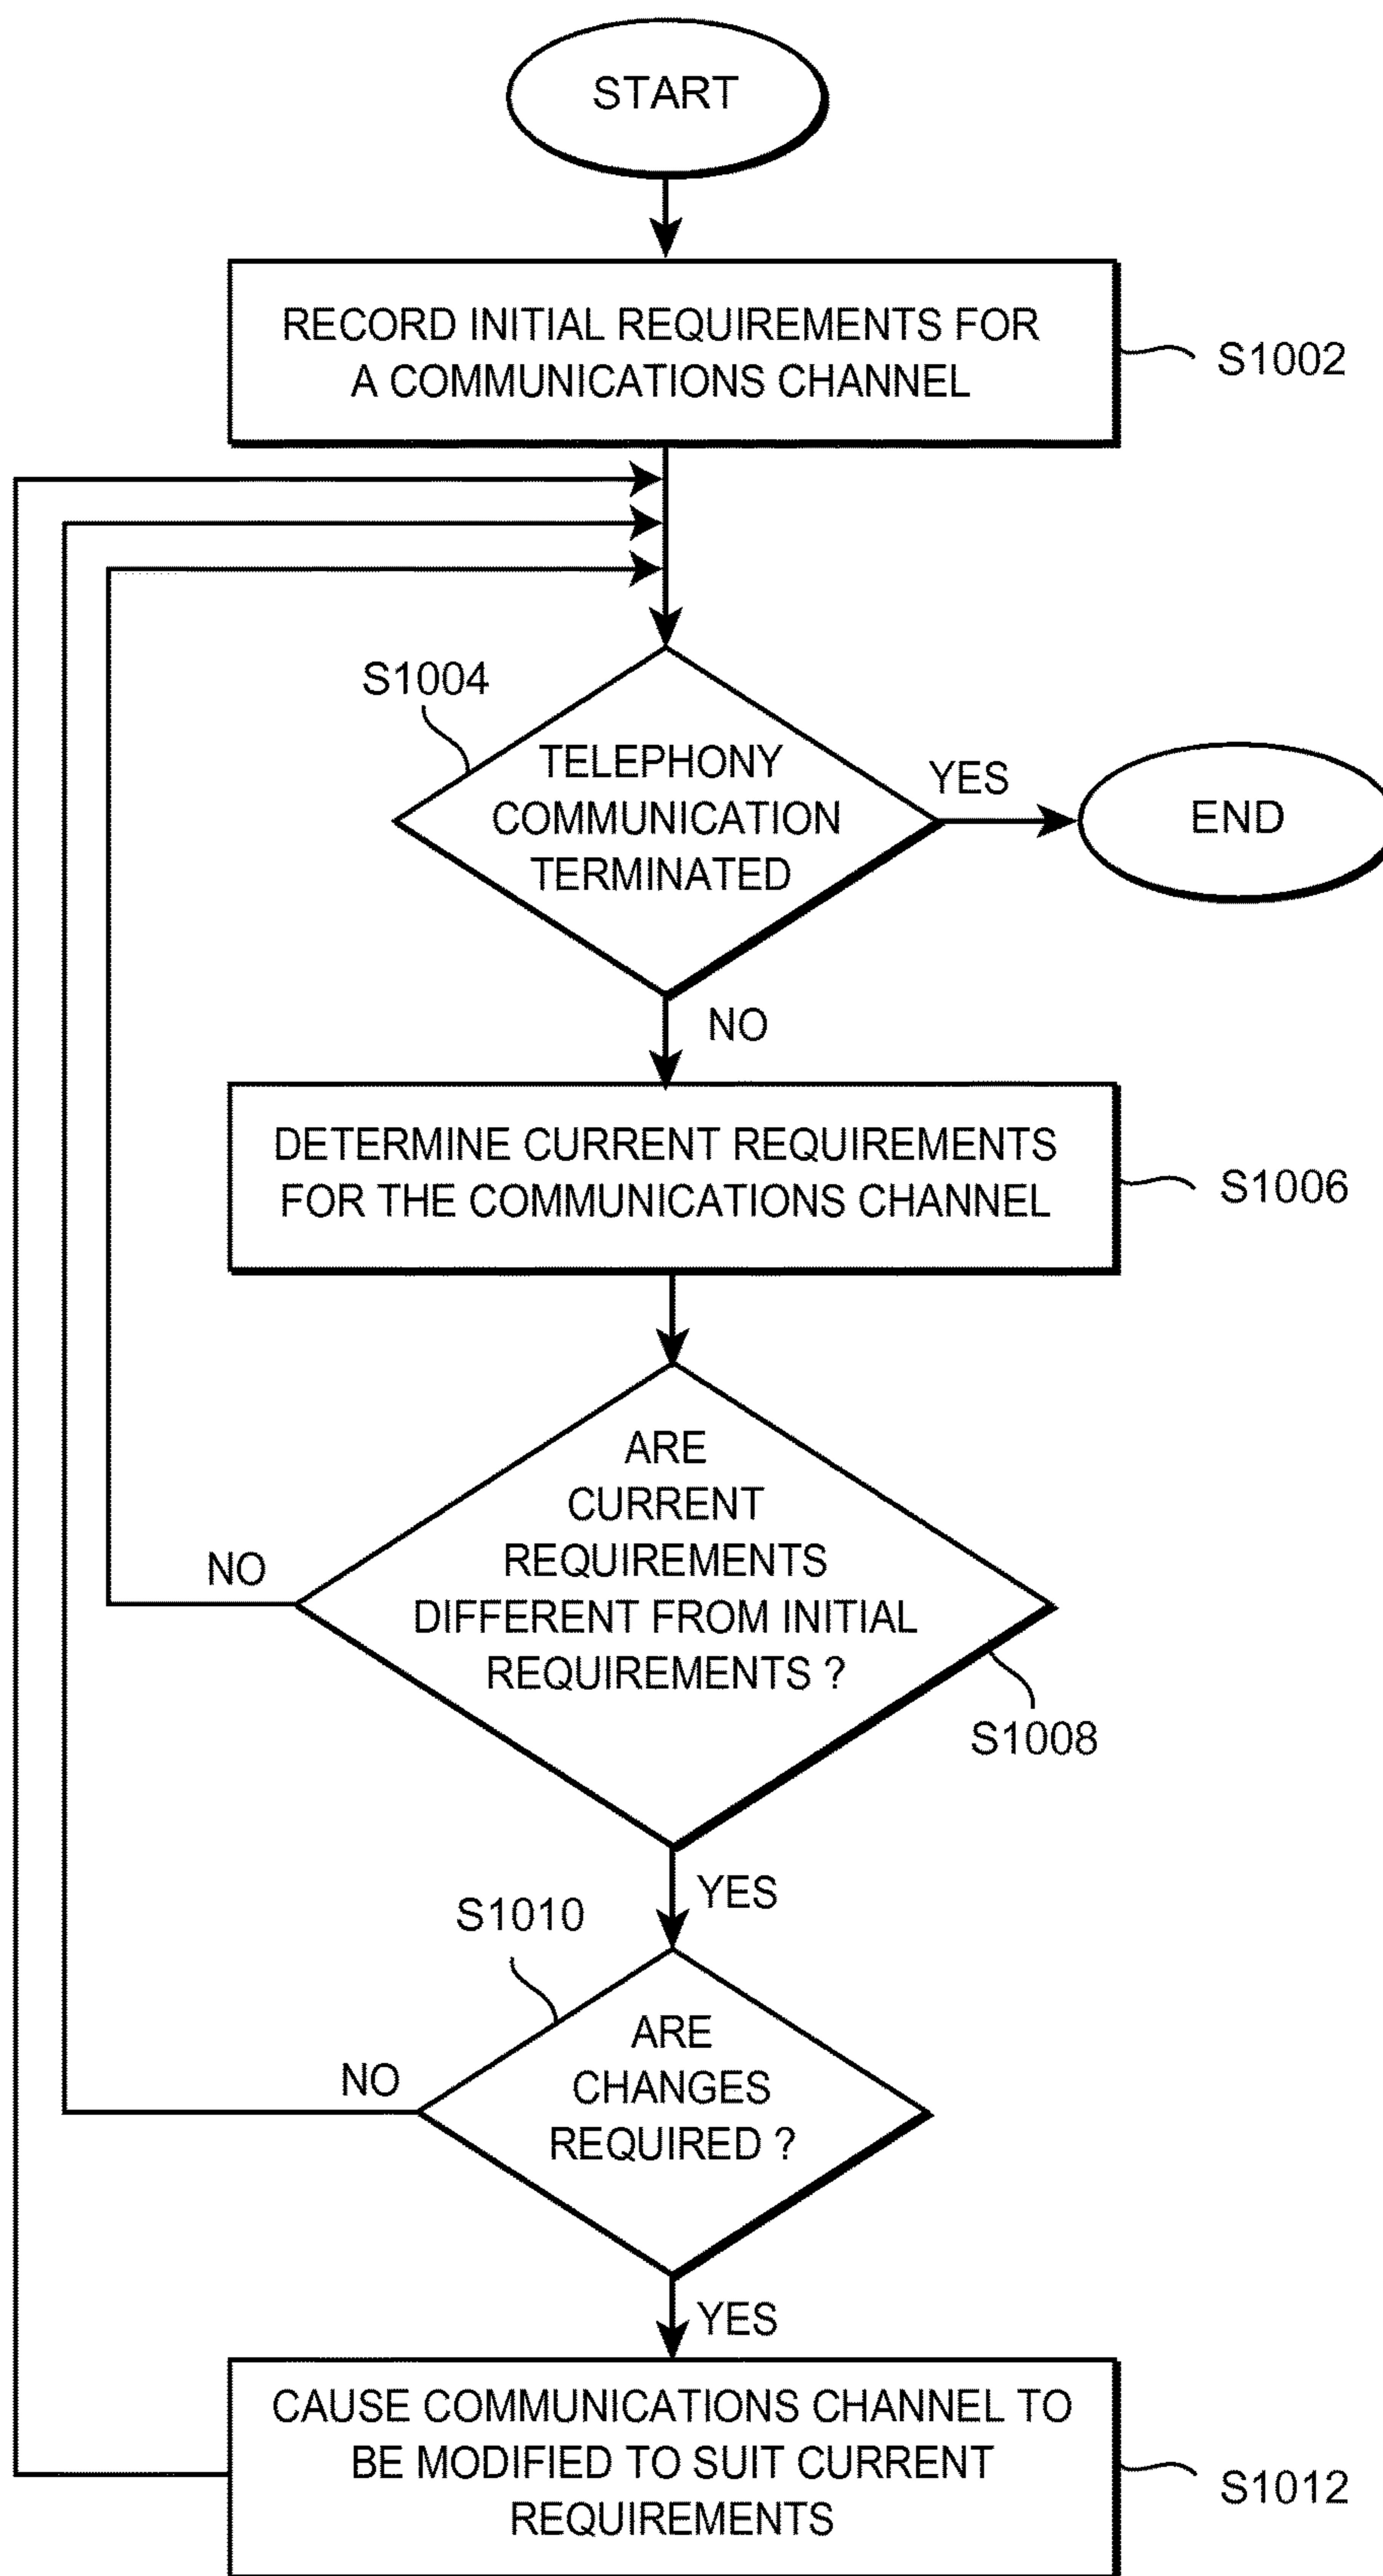 START
RECORD INITIAL REQUIREMENTS FOR
A COMMUNICATIONS CHANNEL
S1002
S1004
TELEPHONY
COMMUNICATION
TERMINATED
YES
END
NO
DETERMINE CURRENT REQUIREMENTS
FOR THE COMMUNICATIONS CHANNEL
S1006
ARE
CURRENT
REQUIREMENTS
DIFFERENT FROM INITIAL
REQUIREMENTS ?
NO
S1008
YES
S1010
ARE
CHANGES
REQUIRED ?
NO
YES
CAUSE COMMUNICATIONS CHANNEL TO
BE MODIFIED TO SUIT CURRENT
REQUIREMENTS
S1012